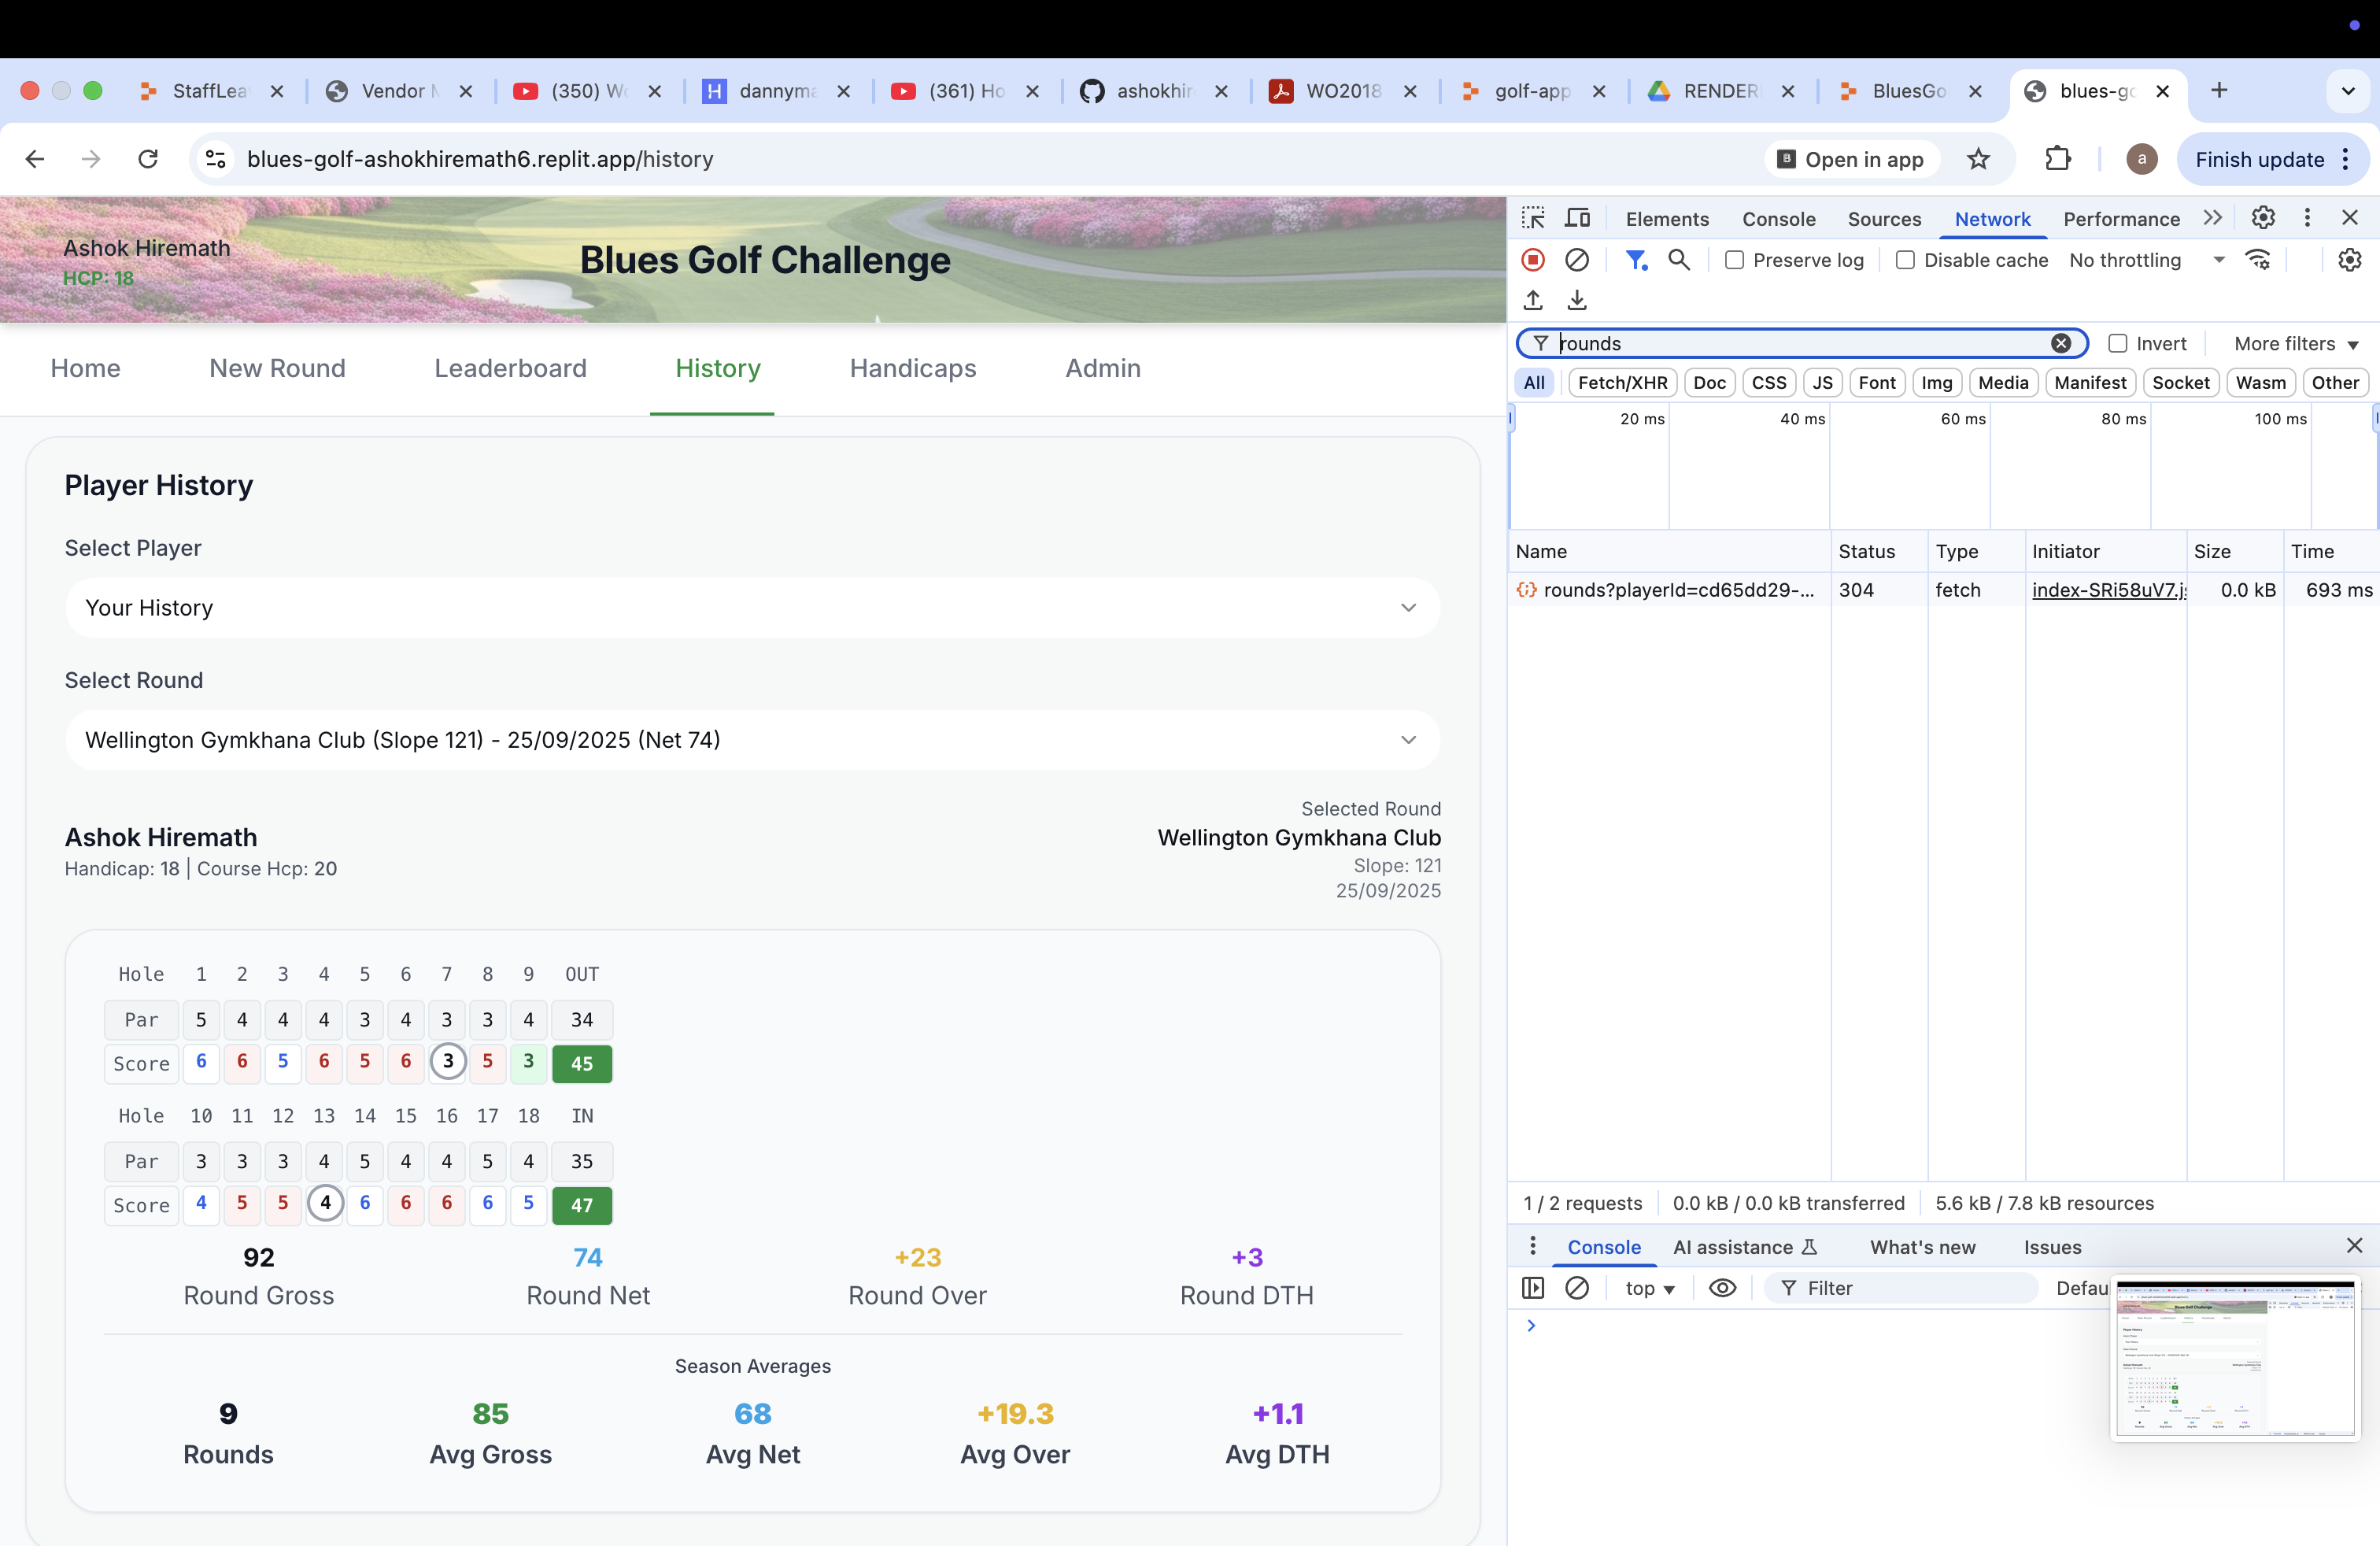 StaffLea
Vendor M
(350) Wo
H dannyma
(361) Ho
ashokhir
WO2018
golf-app
RENDER
BluesGo
blues-go
blues-golf-ashokhiremath6.replit.app/history
Open in app
a
Finish update
Ashok Hiremath
HCP: 18
Blues Golf Challenge
Home New Round Leaderboard History Handicaps Admin
Player History
Select Player
Your History
Select Round
Wellington Gymkhana Club (Slope 121) - 25/09/2025 (Net 74)
Ashok Hiremath
Handicap: 18 | Course Hcp: 20
Selected Round
Wellington Gymkhana Club
Slope: 121
25/09/2025
Hole 1 2 3 4 5 6 7 8 9 OUT
Par 5 4 4 4 3 4 3 3 4 34
Score 6 6 5 6 5 6 3 5 3 45
Hole 10 11 12 13 14 15 16 17 18 IN
Par 3 3 3 4 5 4 4 5 4 35
Score 4 5 5 4 6 6 6 6 5 47
92 74 +23 +3
Round Gross Round Net Round Over Round DTH
Season Averages
9 85 68 +19.3 +1.1
Rounds Avg Gross Avg Net Avg Over Avg DTH
Elements Console Sources Network Performance
Preserve log Disable cache No throttling
rounds
Invert More filters
All Fetch/XHR Doc CSS JS Font Img Media Manifest Socket Wasm Other
20 ms 40 ms 60 ms 80 ms 100 ms
Name Status Type Initiator Size Time
rounds?playerId=cd65dd29-... 304 fetch index-SRi58uV7.js 0.0 kB 693 ms
1 / 2 requests 0.0 kB / 0.0 kB transferred 5.6 kB / 7.8 kB resources
Console AI assistance What's new Issues
top Filter Defau
Blues Golf Challenge